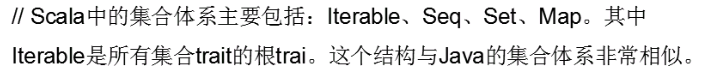 // Scala中的集合体系主要包括：Iterable、Seq、Set、Map。其中
Iterable是所有集合trait的根trai。这个结构与Java的集合体系非常相似。